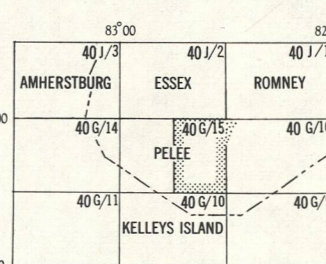 83°00 82
40 J/3 40 J/2 40 J/1
AMHERSTBURG ESSEX ROMNEY
00 40 G/14 40 G/15 40 G/16
PELEE
40 G/11 40 G/10 40 G/
KELLEYS ISLAND